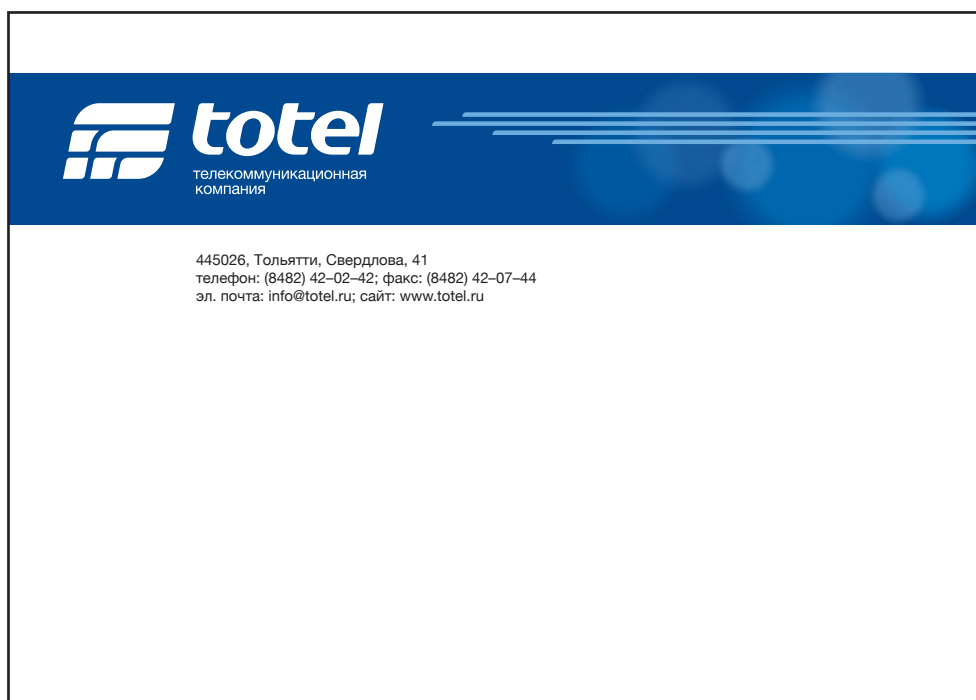 totel
телекоммуникационная
компания
445026, Тольятти, Свердлова, 41
телефон: (8482) 42–02–42; факс: (8482) 42–07–44
эл. почта: info@totel.ru; сайт: www.totel.ru